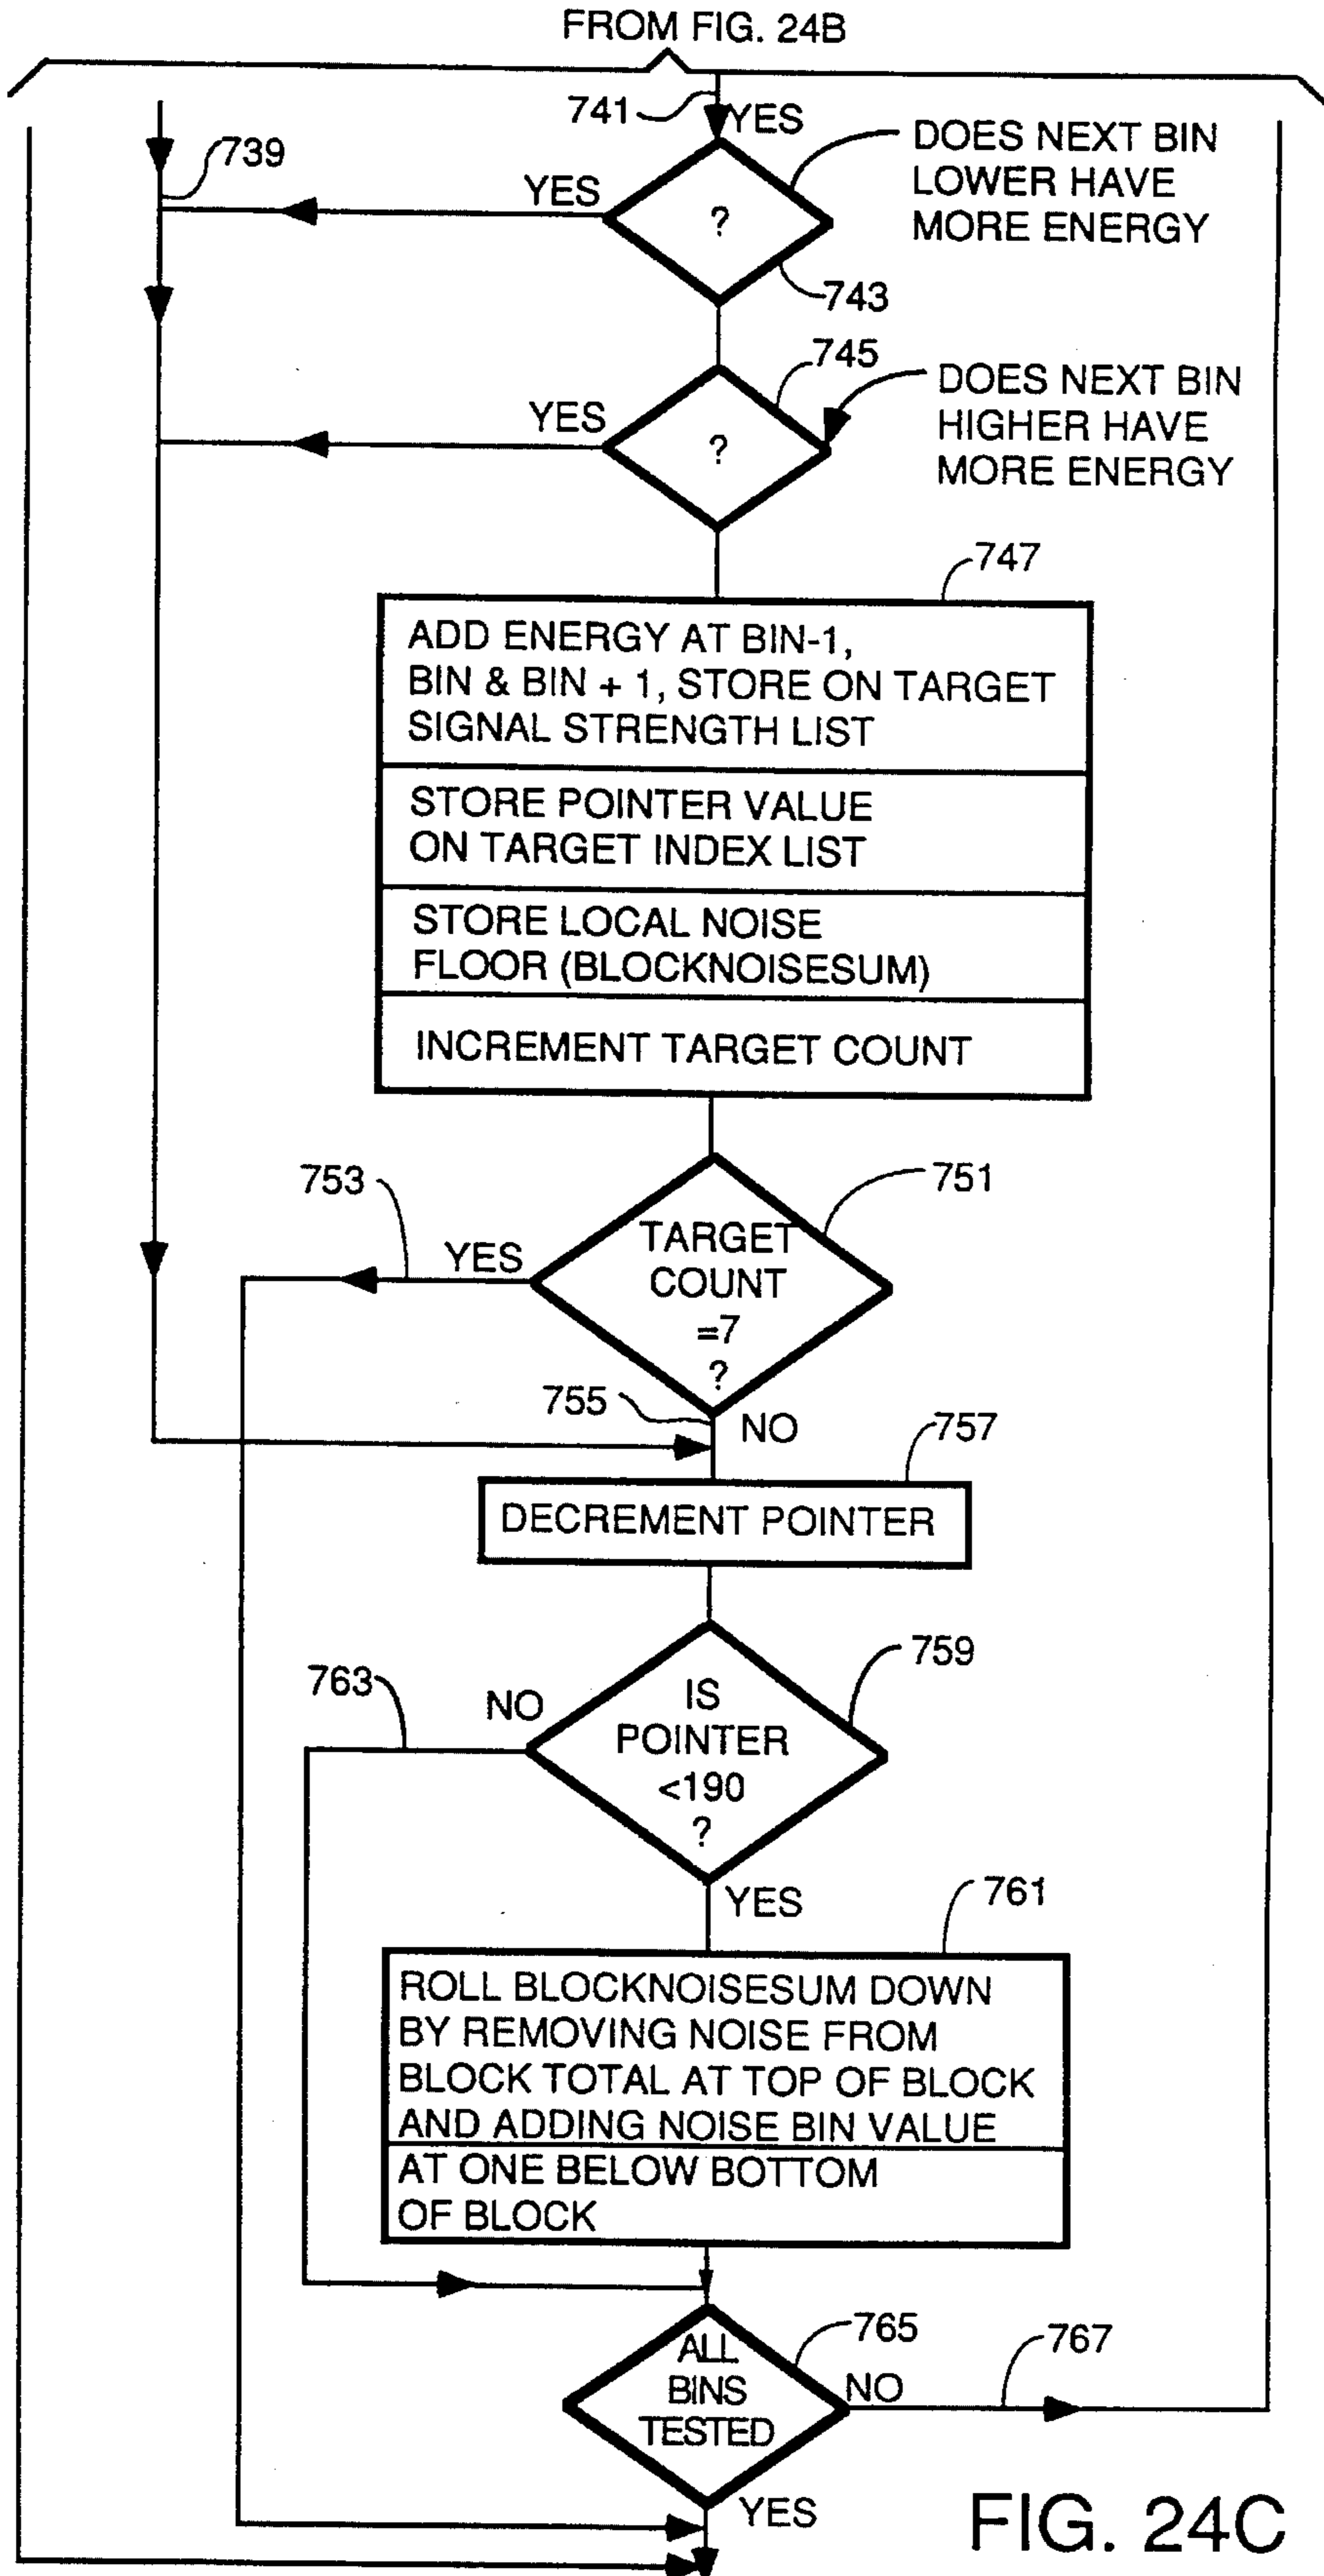 FROM FIG. 24B
741
YES
DOES NEXT BIN
LOWER HAVE
MORE ENERGY
739
YES
?
743
745
DOES NEXT BIN
HIGHER HAVE
MORE ENERGY
YES
?
747
ADD ENERGY AT BIN-1,
BIN & BIN + 1, STORE ON TARGET
SIGNAL STRENGTH LIST
STORE POINTER VALUE
ON TARGET INDEX LIST
STORE LOCAL NOISE
FLOOR (BLOCKNOISESUM)
INCREMENT TARGET COUNT
753
751
YES
TARGET
COUNT
=7
?
755
NO
757
DECREMENT POINTER
759
763
NO
IS
POINTER
<190
?
YES
761
ROLL BLOCKNOISESUM DOWN
BY REMOVING NOISE FROM
BLOCK TOTAL AT TOP OF BLOCK
AND ADDING NOISE BIN VALUE
AT ONE BELOW BOTTOM
OF BLOCK
765
767
ALL
BINS
TESTED
NO
YES
FIG. 24C